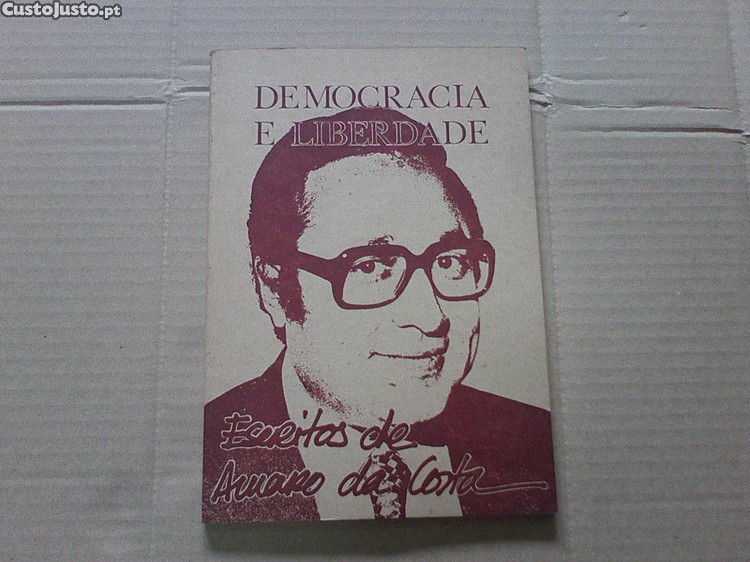 CustoJusto.pt
DEMOCRACIA
E LIBERDADE
Escritos de
Amaro da Costa